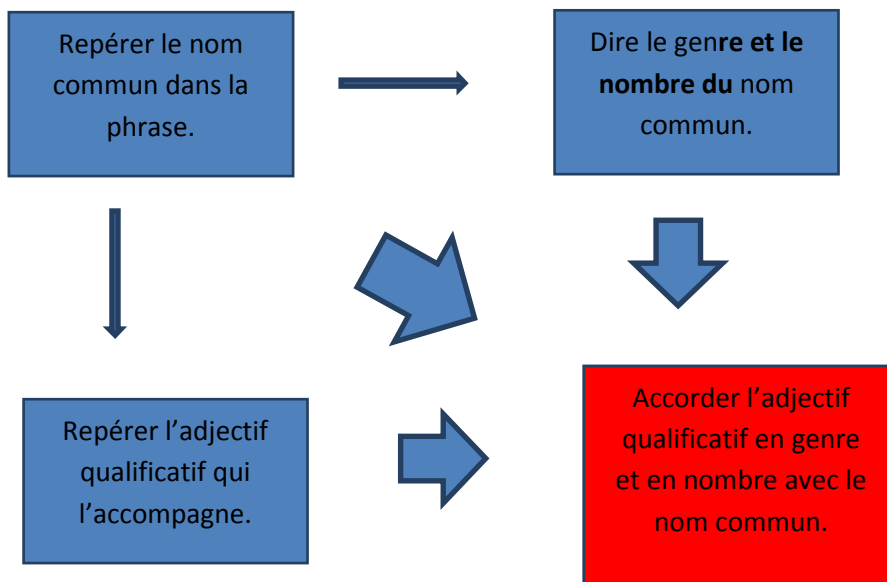 Repérer le nom
commun dans la
phrase.
Dire le genre et le
nombre du nom
commun.
Repérer l’adjectif
qualificatif qui
l’accompagne.
Accorder l’adjectif
qualificatif en genre
et en nombre avec le
nom commun.